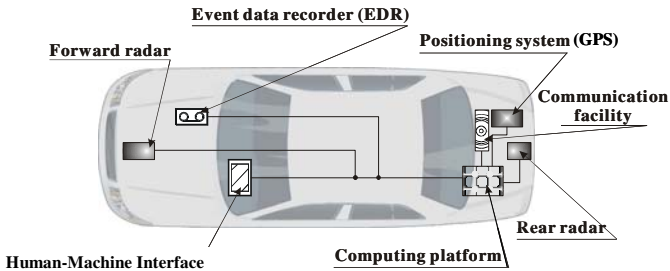 Event data recorder (EDR)
Forward radar
Positioning system (GPS)
Communication
facility
Rear radar
Computing platform
Human-Machine Interface